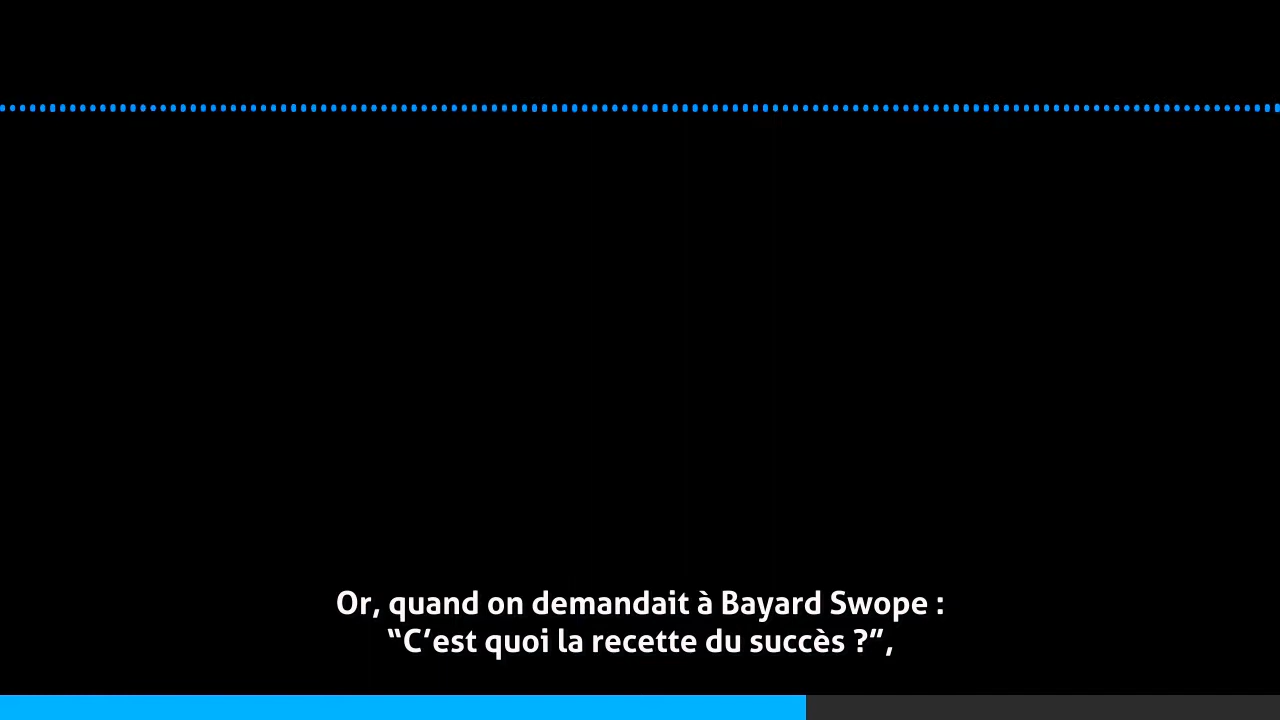 Or, quand on demandait à Bayard Swope :
“C’est quoi la recette du succès ?”,